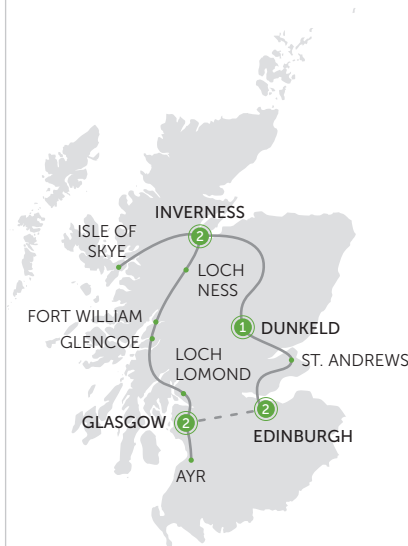 INVERNESS
2
ISLE OF
SKYE
LOCH
NESS
FORT WILLIAM
GLENCOE
1
DUNKELD
LOCH
LOMOND
ST. ANDREWS
GLASGOW
2
2
EDINBURGH
AYR